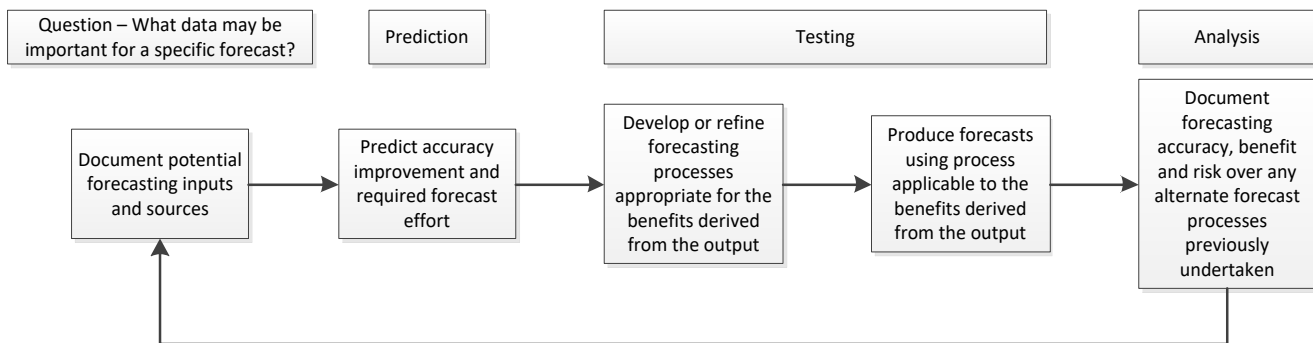 Question – What data may be
important for a specific forecast?
Prediction
Testing
Analysis
Document potential
forecasting inputs
and sources
Predict accuracy
improvement and
required forecast
effort
Develop or refine
forecasting
processes
appropriate for the
benefits derived
from the output
Produce forecasts
using process
applicable to the
benefits derived
from the output
Document
forecasting
accuracy, benefit
and risk over any
alternate forecast
processes
previously
undertaken